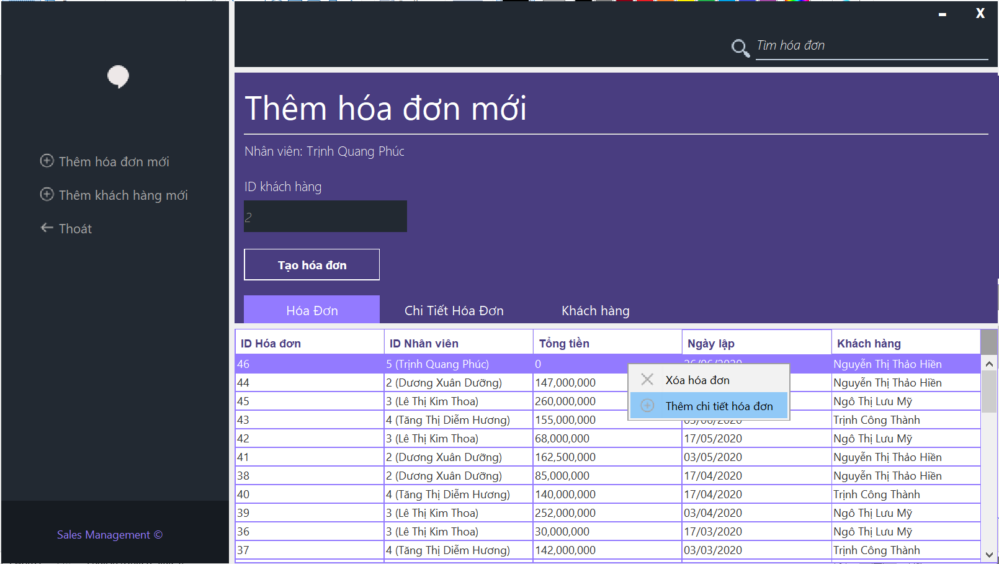 X
Tìm hóa đơn
Thêm hóa đơn mới
Thêm khách hàng mới
Thoát
Sales Management ©
Thêm hóa đơn mới
Nhân viên: Trịnh Quang Phúc
ID khách hàng
2
Tạo hóa đơn
Hóa Đơn Chi Tiết Hóa Đơn Khách hàng
ID Hóa đơn ID Nhân viên Tổng tiền Ngày lập Khách hàng
46 5 (Trịnh Quang Phúc) 0 26/06/2020 Nguyễn Thị Thảo Hiền
44 2 (Dương Xuân Dưỡng) 147,000,000 Nguyễn Thị Thảo Hiền
45 3 (Lê Thị Kim Thoa) 260,000,000 Ngô Thị Lưu Mỹ
43 4 (Tăng Thị Diễm Hương) 155,000,000 03/06/2020 Trịnh Công Thành
42 3 (Lê Thị Kim Thoa) 68,000,000 17/05/2020 Ngô Thị Lưu Mỹ
41 2 (Dương Xuân Dưỡng) 162,500,000 03/05/2020 Nguyễn Thị Thảo Hiền
38 2 (Dương Xuân Dưỡng) 85,000,000 17/04/2020 Nguyễn Thị Thảo Hiền
40 4 (Tăng Thị Diễm Hương) 140,000,000 17/04/2020 Trịnh Công Thành
39 3 (Lê Thị Kim Thoa) 252,000,000 03/04/2020 Ngô Thị Lưu Mỹ
36 3 (Lê Thị Kim Thoa) 30,000,000 17/03/2020 Ngô Thị Lưu Mỹ
37 4 (Tăng Thị Diễm Hương) 142,000,000 03/03/2020 Trịnh Công Thành
Xóa hóa đơn
Thêm chi tiết hóa đơn